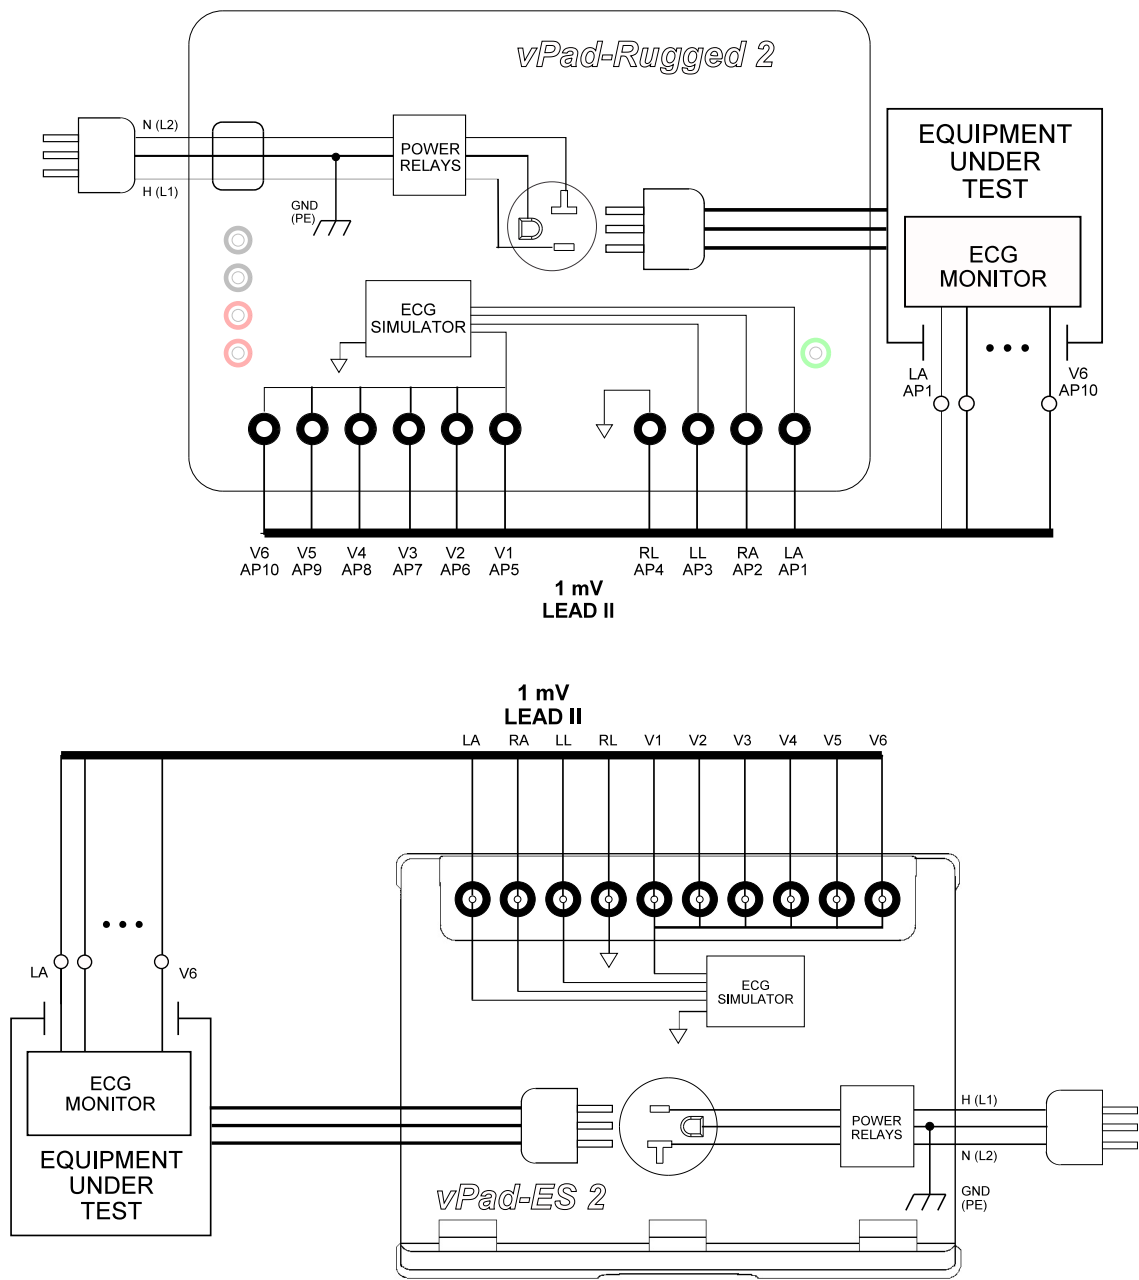 vPad-Rugged 2
N (L2)
H (L1)
GND
(PE)
POWER
RELAYS
EQUIPMENT
UNDER
TEST
ECG
MONITOR
ECG
SIMULATOR
LA
AP1
V6
AP10
V6
AP10
V5
AP9
V4
AP8
V3
AP7
V2
AP6
V1
AP5
RL
AP4
LL
AP3
RA
AP2
LA
AP1
1 mV
LEAD II
1 mV
LEAD II
LA RA LL RL V1 V2 V3 V4 V5 V6
LA
V6
ECG
SIMULATOR
ECG
MONITOR
EQUIPMENT
UNDER
TEST
POWER
RELAYS
H (L1)
N (L2)
GND
(PE)
vPad-ES 2